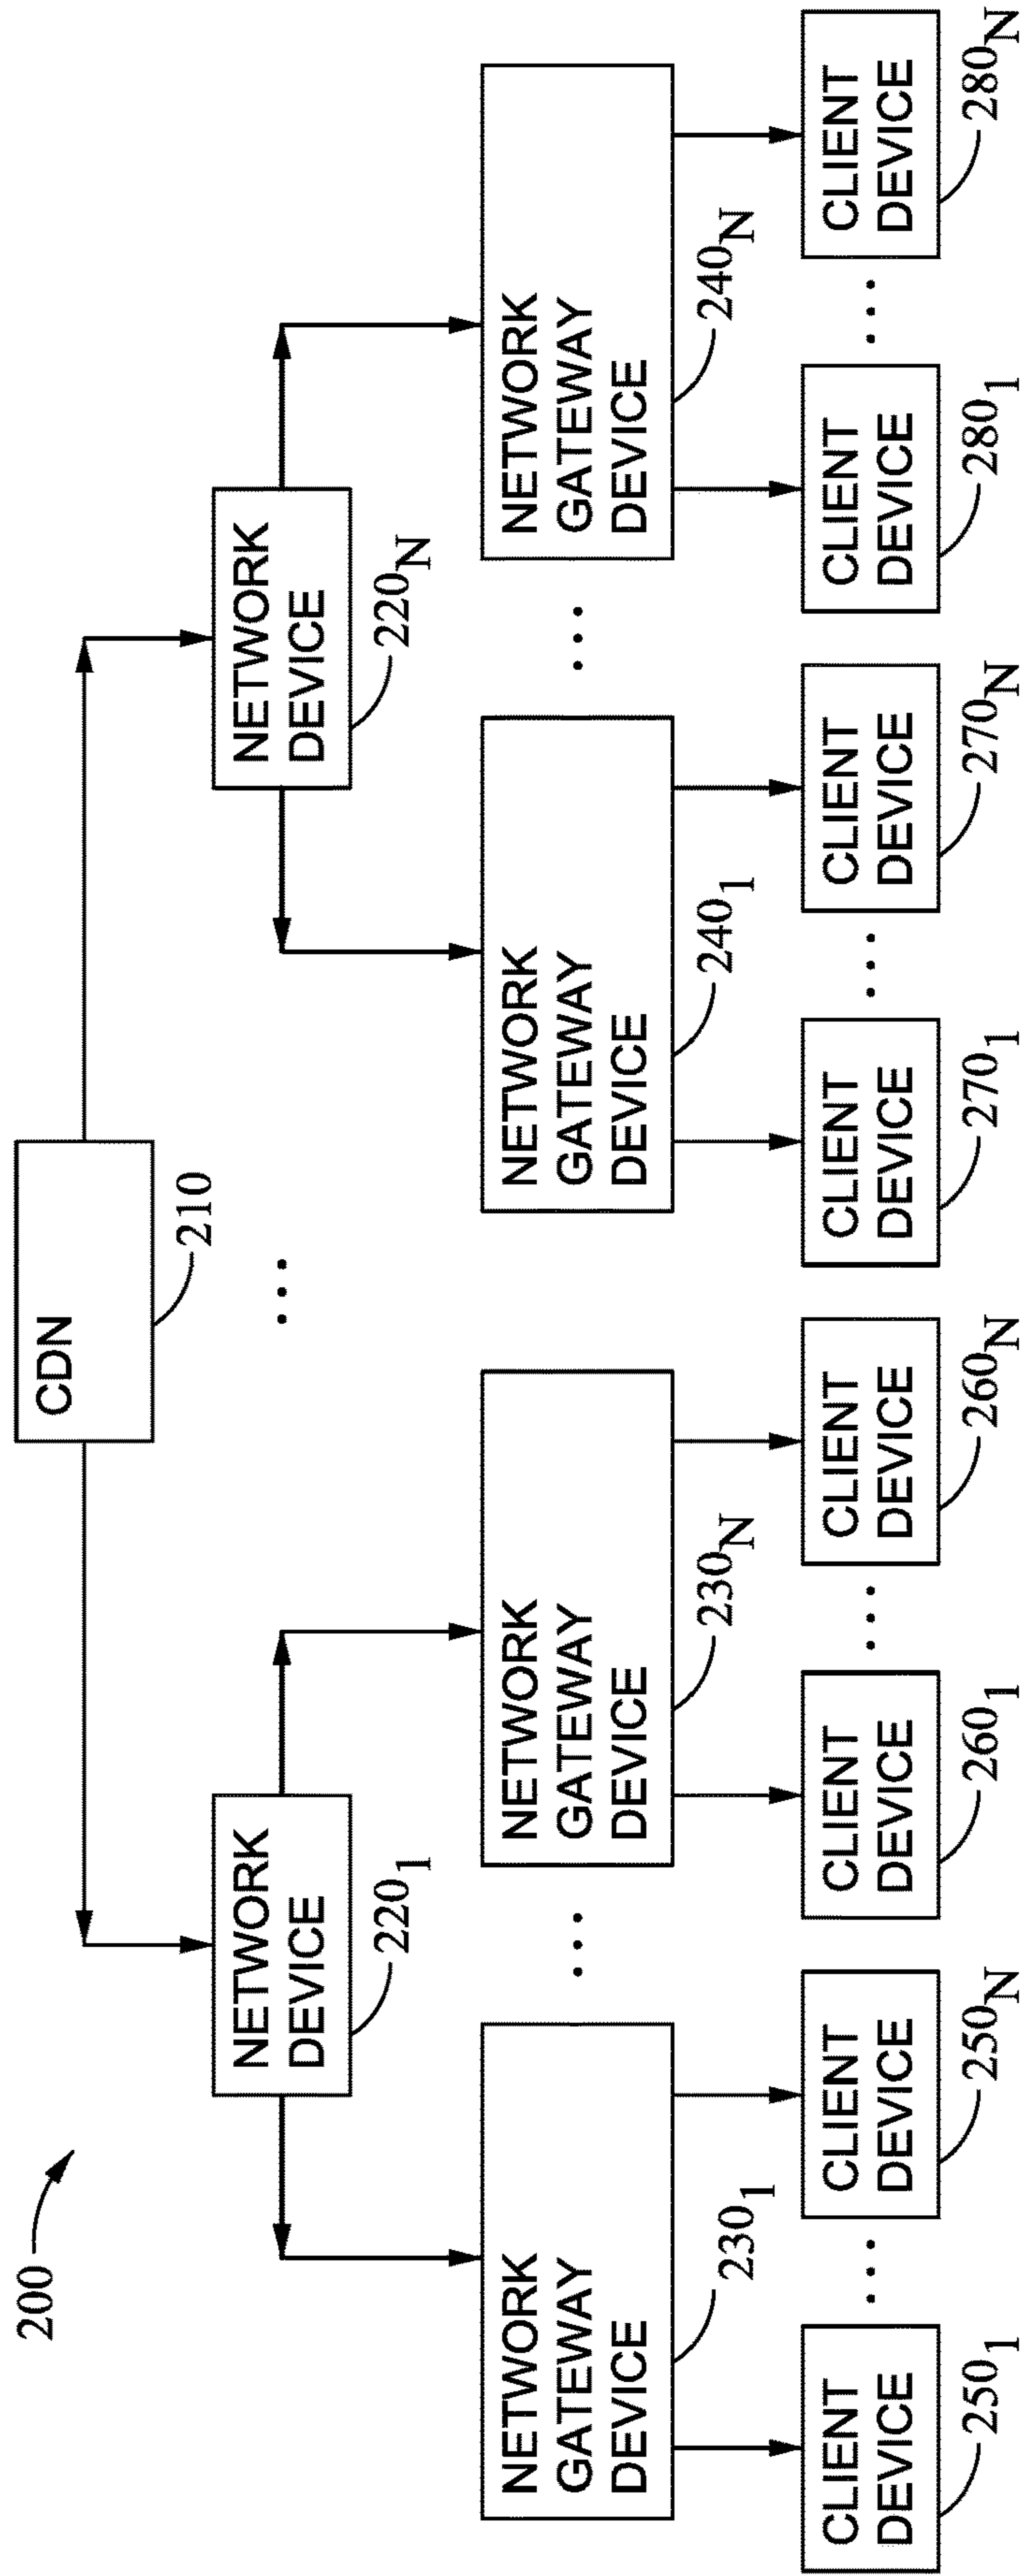 200
CDN
210
NETWORK
DEVICE
220₁
...
NETWORK
DEVICE
220N
NETWORK
GATEWAY
DEVICE
230₁
...
NETWORK
GATEWAY
DEVICE
230N
NETWORK
GATEWAY
DEVICE
240₁
...
NETWORK
GATEWAY
DEVICE
240N
CLIENT
DEVICE
250₁
...
CLIENT
DEVICE
250N
CLIENT
DEVICE
260₁
...
CLIENT
DEVICE
260N
CLIENT
DEVICE
270₁
...
CLIENT
DEVICE
270N
CLIENT
DEVICE
280₁
...
CLIENT
DEVICE
280N